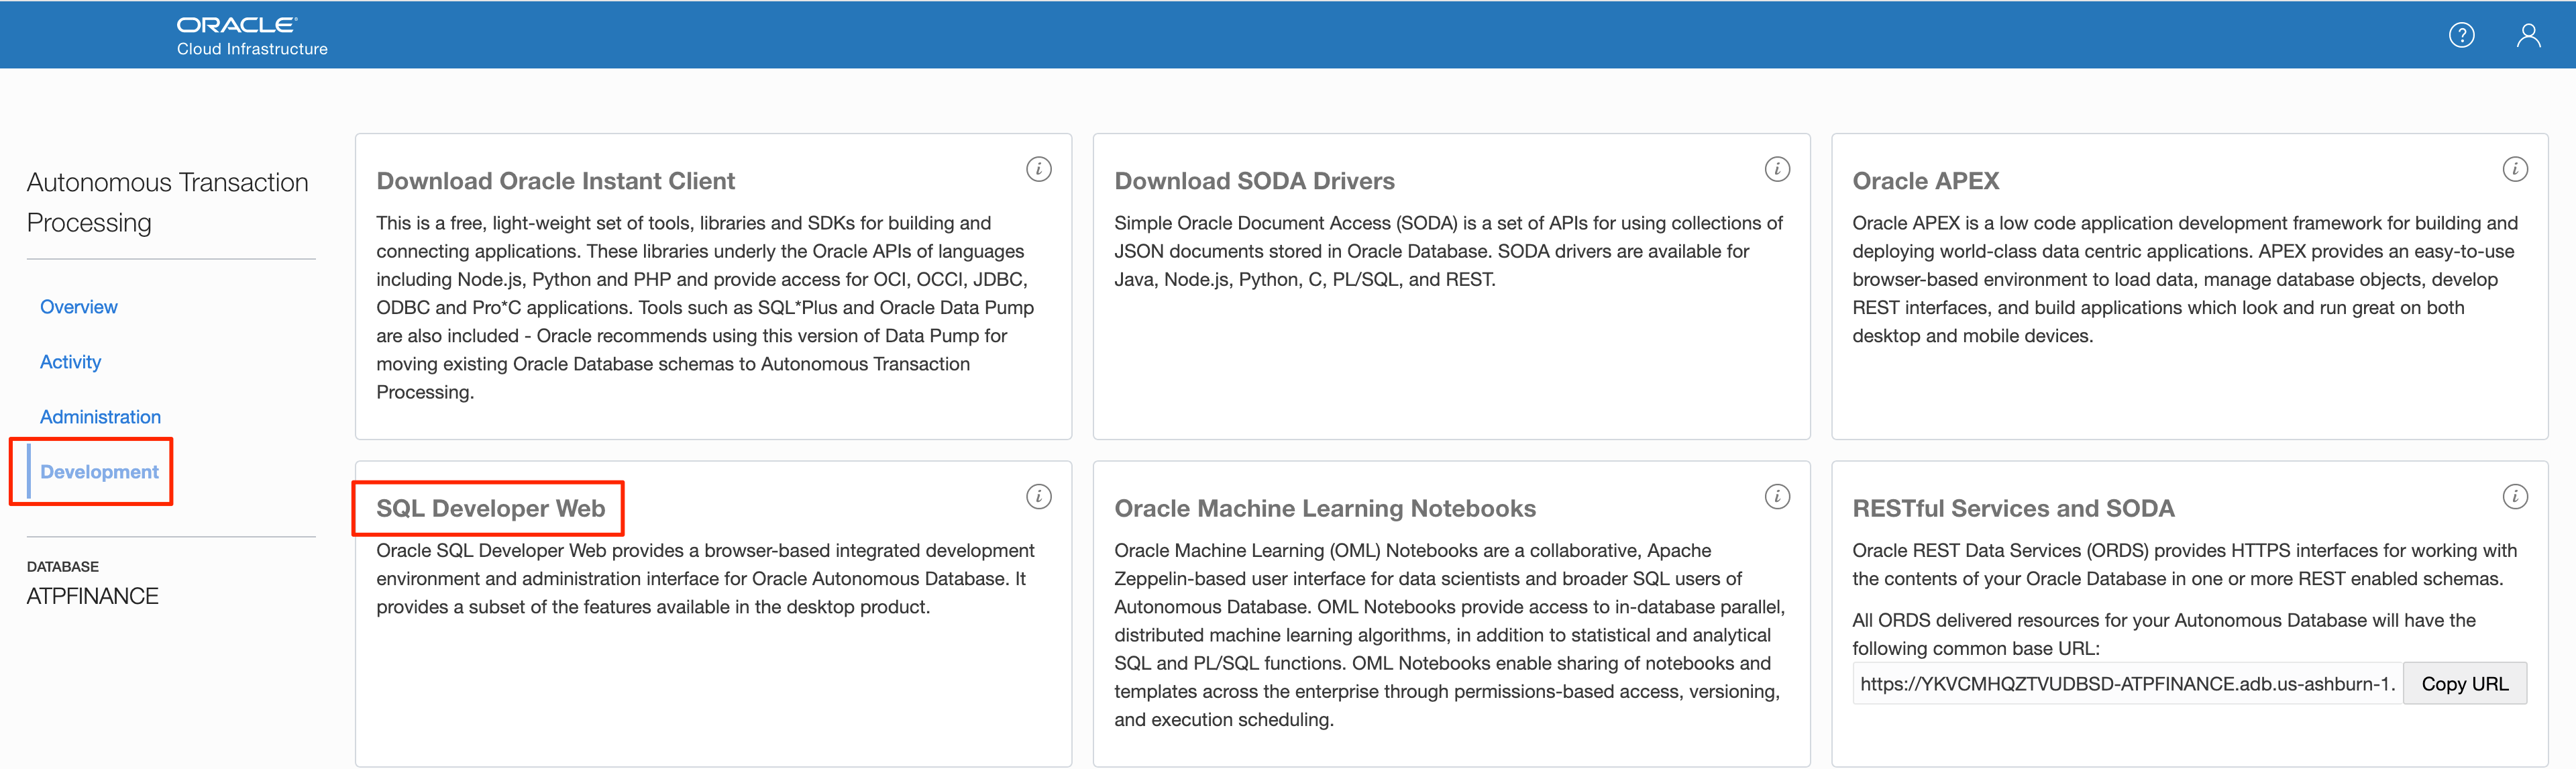 ORACLE
Cloud Infrastructure
?
Autonomous Transaction
Processing
Overview
Activity
Administration
Development
DATABASE
ATPFINANCE
Download Oracle Instant Client
i
This is a free, light-weight set of tools, libraries and SDKs for building and
connecting applications. These libraries underly the Oracle APIs of languages
including Node.js, Python and PHP and provide access for OCI, OCCI, JDBC,
ODBC and Pro*C applications. Tools such as SQL*Plus and Oracle Data Pump
are also included - Oracle recommends using this version of Data Pump for
moving existing Oracle Database schemas to Autonomous Transaction
Processing.
Download SODA Drivers
i
Simple Oracle Document Access (SODA) is a set of APIs for using collections of
JSON documents stored in Oracle Database. SODA drivers are available for
Java, Node.js, Python, C, PL/SQL, and REST.
Oracle APEX
i
Oracle APEX is a low code application development framework for building and
deploying world-class data centric applications. APEX provides an easy-to-use
browser-based environment to load data, manage database objects, develop
REST interfaces, and build applications which look and run great on both
desktop and mobile devices.
SQL Developer Web
i
Oracle SQL Developer Web provides a browser-based integrated development
environment and administration interface for Oracle Autonomous Database. It
provides a subset of the features available in the desktop product.
Oracle Machine Learning Notebooks
i
Oracle Machine Learning (OML) Notebooks are a collaborative, Apache
Zeppelin-based user interface for data scientists and broader SQL users of
Autonomous Database. OML Notebooks provide access to in-database parallel,
distributed machine learning algorithms, in addition to statistical and analytical
SQL and PL/SQL functions. OML Notebooks enable sharing of notebooks and
templates across the enterprise through permissions-based access, versioning,
and execution scheduling.
RESTful Services and SODA
i
Oracle REST Data Services (ORDS) provides HTTPS interfaces for working with
the contents of your Oracle Database in one or more REST enabled schemas.
All ORDS delivered resources for your Autonomous Database will have the
following common base URL:
https://YKVCMHQZTVUDBSD-ATPFINANCE.adb.us-ashburn-1.
Copy URL